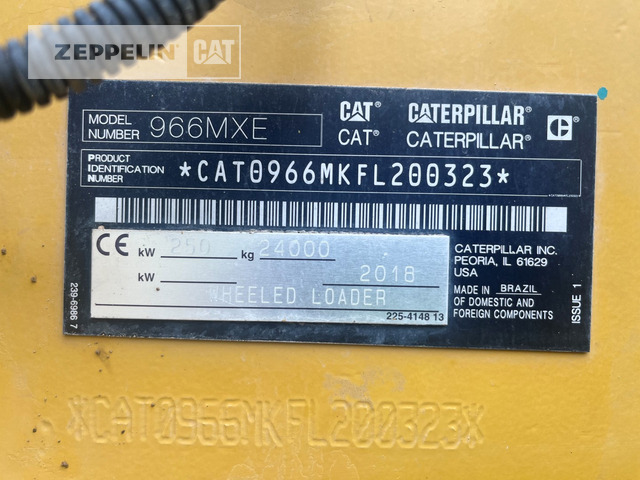 ZEPPELIN CAT
MODEL NUMBER 966MXE
CAT CATERPILLAR C
CAT® CATERPILLAR®
PRODUCT IDENTIFICATION NUMBER *CAT0966MKFL200323*
CE kW 250 kg 24000
kW 2018
WHEELED LOADER
225-4148 13
CATERPILLAR INC.
PEORIA, IL 61629
USA
MADE IN BRAZIL
OF DOMESTIC AND
FOREIGN COMPONENTS
ISSUE 1
239-6986 7
*CAT0966MKFL200323*